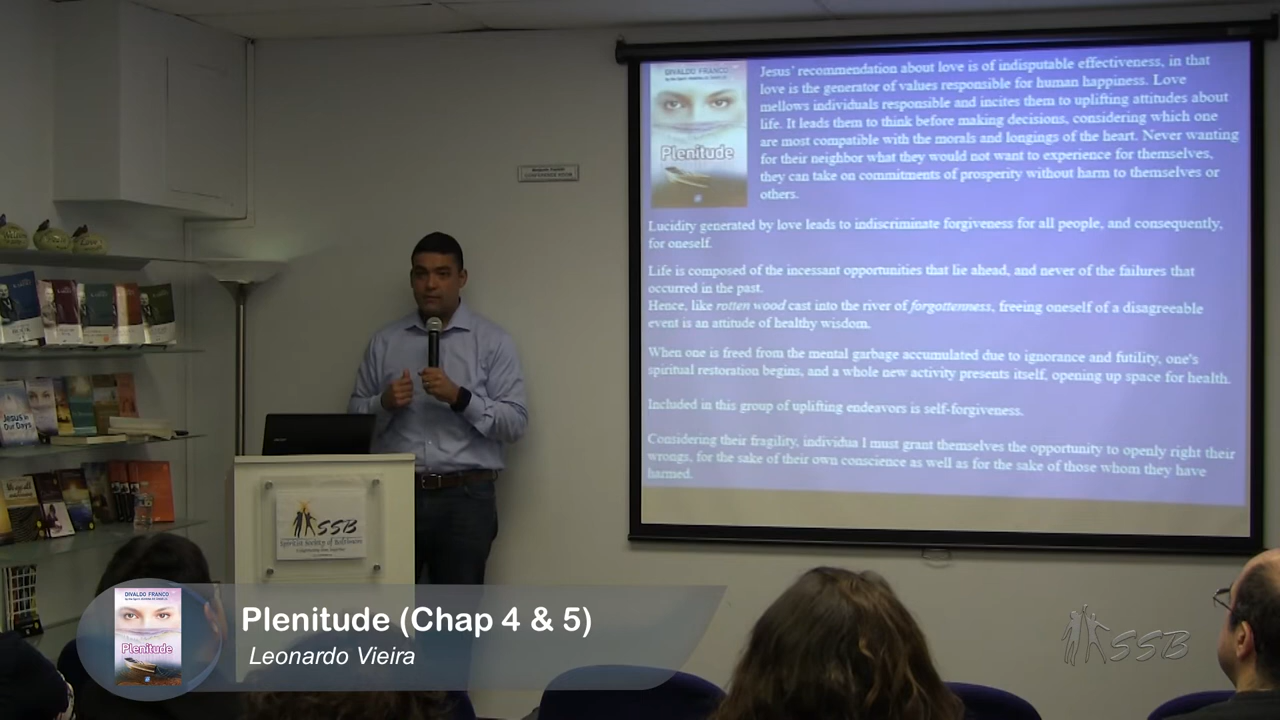 DIVALDO FRANCO
Plenitude
Jesus' recommendation about love is of indisputable effectiveness, in that
love is the generator of values responsible for human happiness. Love
mellows individuals responsible and incites them to uplifting attitudes about
life. It leads them to think before making decisions, considering which one
are most compatible with the morals and longings of the heart. Never wanting
for their neighbor what they would not want to experience for themselves,
they can take on commitments of prosperity without harm to themselves or
others.
Lucidity generated by love leads to indiscriminate forgiveness for all people, and consequently,
for oneself.
Life is composed of the incessant opportunities that lie ahead, and never of the failures that
occurred in the past.
Hence, like rotten wood cast into the river of forgottenness, freeing oneself of a disagreeable
event is an attitude of healthy wisdom.
When one is freed from the mental garbage accumulated due to ignorance and futility, one's
spiritual restoration begins, and a whole new activity presents itself, opening up space for health.
Included in this group of uplifting endeavors is self-forgiveness.
Considering their fragility, individua l must grant themselves the opportunity to openly right their
wrongs, for the sake of their own conscience as well as for the sake of those whom they have
harmed.
CONFERENCE ROOM
Jesus in
Our Days
SSB
Spiritist Society of Baltimore
DIVALDO FRANCO
Plenitude
Plenitude (Chap 4 & 5)
Leonardo Vieira
SSB